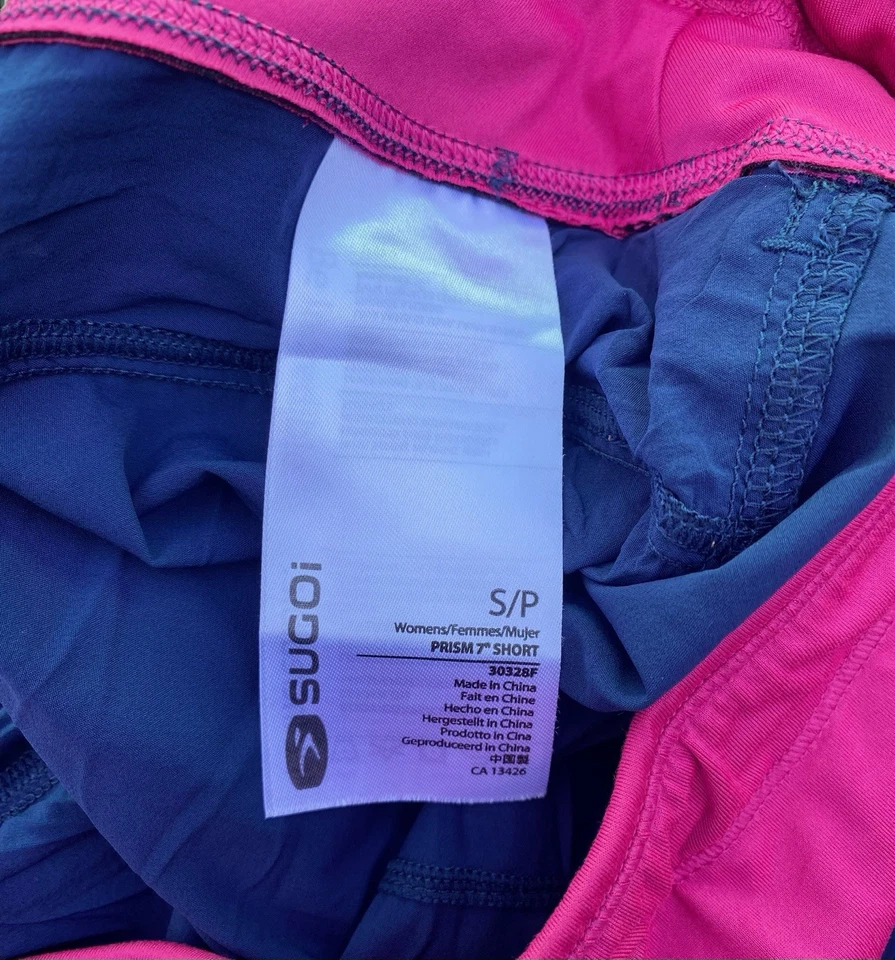 SUGOi
S/P
Womens/Femmes/Mujer
PRISM 7" SHORT
30328F
Made in China
Fait en Chine
Hecho en China
Hergestellt in China
Prodotto in Cina
Geproduceerd in China
中国製
CA 13426